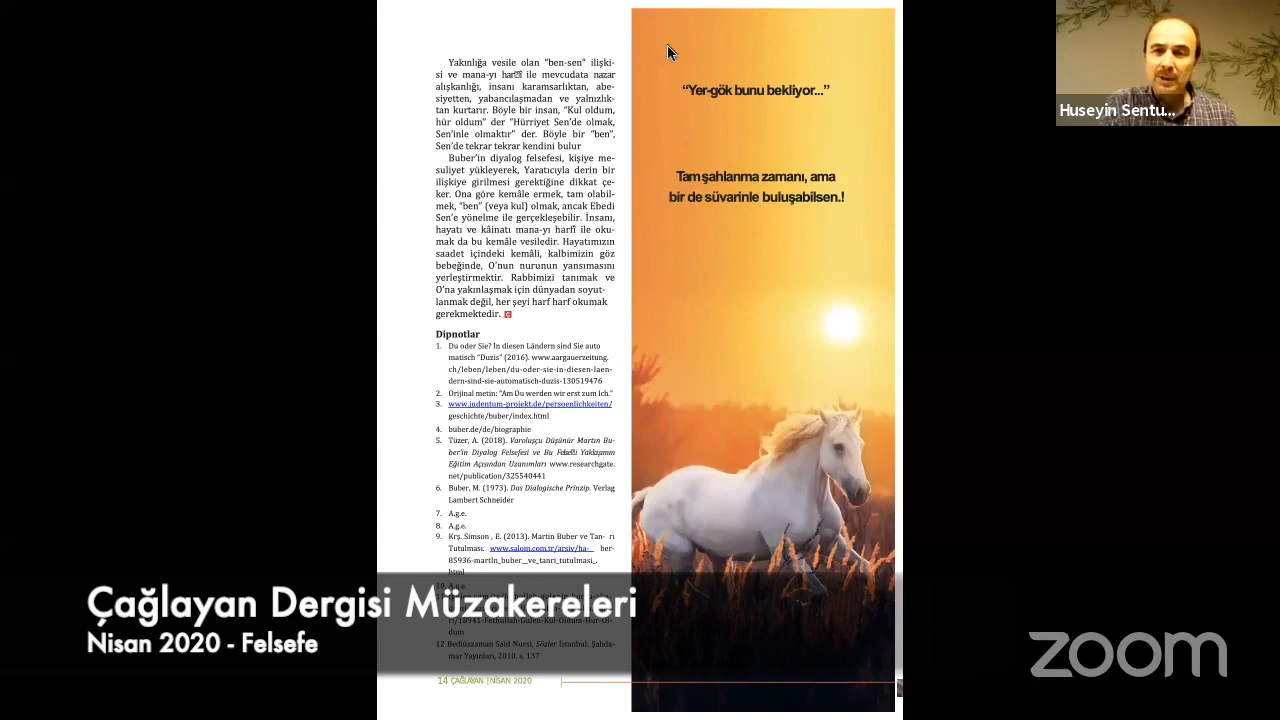 Yakınlığa vesile olan “ben-sen” ilişki-
si ve mana-yı harfî ile mevcudata nazar
alışkanlığı, insanı karamsarlıktan, abe-
siyetten, yabancılaşmadan ve yalnızlık-
tan kurtarır. Böyle bir insan, “Kul oldum,
hür oldum” der “Hürriyet Sen’de olmak,
Sen’inle olmaktır” der. Böyle bir “ben”,
Sen’de tekrar tekrar kendini bulur
Buber’in diyalog felsefesi, kişiye me-
suliyet yükleyerek, Yaratıcıyla derin bir
ilişkiye girilmesi gerektiğine dikkat çe-
ker. Ona göre kemâle ermek, tam olabil-
mek, “ben” (veya kul) olmak, ancak Ebedi
Sen’e yönelme ile gerçekleşebilir. İnsanı,
hayatı ve kâinatı mana-yı harfî ile oku-
mak da bu kemâle vesiledir. Hayatımızın
saadet içindeki kemâli, kalbimizin göz
bebeğinde, O’nun nurunun yansımasını
yerleştirmektir. Rabbimizi tanımak ve
O’na yakınlaşmak için dünyadan soyut-
lanmak değil, her şeyi harf harf okumak
gerekmektedir. Ç
Dipnotlar
1. Du oder Sie? In diesen Ländern sind Sie auto
matisch “Duzis” (2016). www.aargauerzeitung.
ch/leben/leben/du-oder-sie-in-diesen-laen-
dern-sind-sie-automatisch-duzis-130519476
2. Orijinal metin: “Am Du werden wir erst zum Ich.”
3. www.judentum-projekt.de/persoenlichkeiten/
geschichte/buber/index.html
4. buber.de/de/biographie
5. Tüzer, A. (2018). Varoluşçu Düşünür Martın Bu-
ber’in Diyalog Felsefesi ve Bu Felsefi Yaklaşımın
Eğitim Açısından Uzanımları www.researchgate.
net/publication/325540441
6. Buber, M. (1973). Das Dialogische Prinzip. Verlag
Lambert Schneider
7. A.g.e.
8. A.g.e.
9. Krş. Simson , E. (2013). Martin Buber ve Tan- rı
Tutulması. www.salom.com.tr/arsiv/ha- ber-
85936-martIn_buber__ve_tanri_tutulmasi_.
html
10. A.g.e.
ri/18941-Fethullah-Gulen-Kul-Oldum-Hur-Ol-
dum
12 Bediüzzaman Said Nursi, Sözler İstanbul: Şahda-
mar Yayınları, 2010, s. 137
14 ÇAĞLAYAN | NİSAN 2020
“Yer-gök bunu bekliyor...”
Tam şahlanma zamanı, ama
bir de süvarinle buluşabilsen.!
Huseyin Sentu...
Çağlayan Dergisi Müzakereleri
Nisan 2020 - Felsefe
zoom